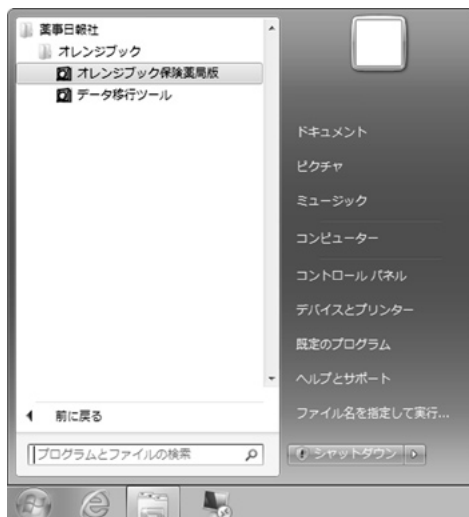 薬事日報社
オレンジブック
オレンジブック保険薬局版
データ移行ツール
前に戻る
プログラムとファイルの検索
ドキュメント
ピクチャ
ミュージック
コンピューター
コントロール パネル
デバイスとプリンター
既定のプログラム
ヘルプとサポート
ファイル名を指定して実行...
シャットダウン